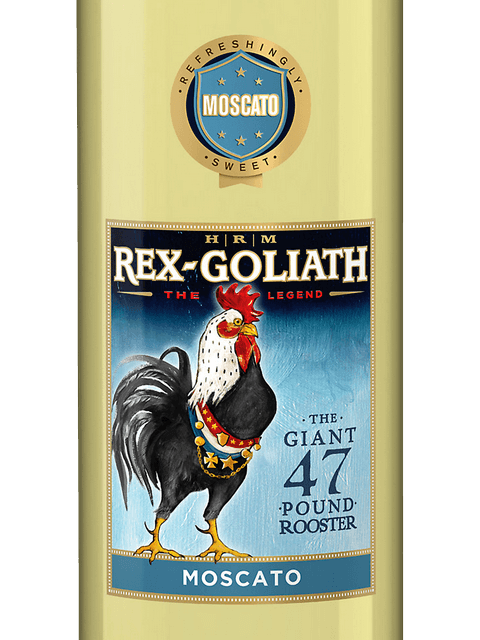 REFRESHINGLY
MOSCATO
SWEET
H|R|M
REX-GOLIATH
THE LEGEND
·THE·
GIANT
47
·POUND·
ROOSTER
MOSCATO